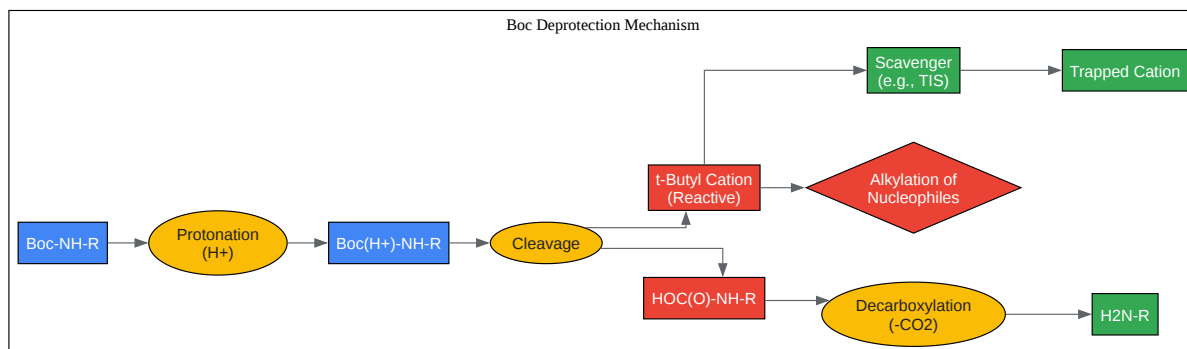 Boc Deprotection Mechanism
Scavenger
(e.g., TIS)
Trapped Cation
t-Butyl Cation
(Reactive)
Alkylation of
Nucleophiles
Boc-NH-R
Protonation
(H+)
Boc(H+)-NH-R
Cleavage
HOC(O)-NH-R
Decarboxylation
(-CO2)
H2N-R